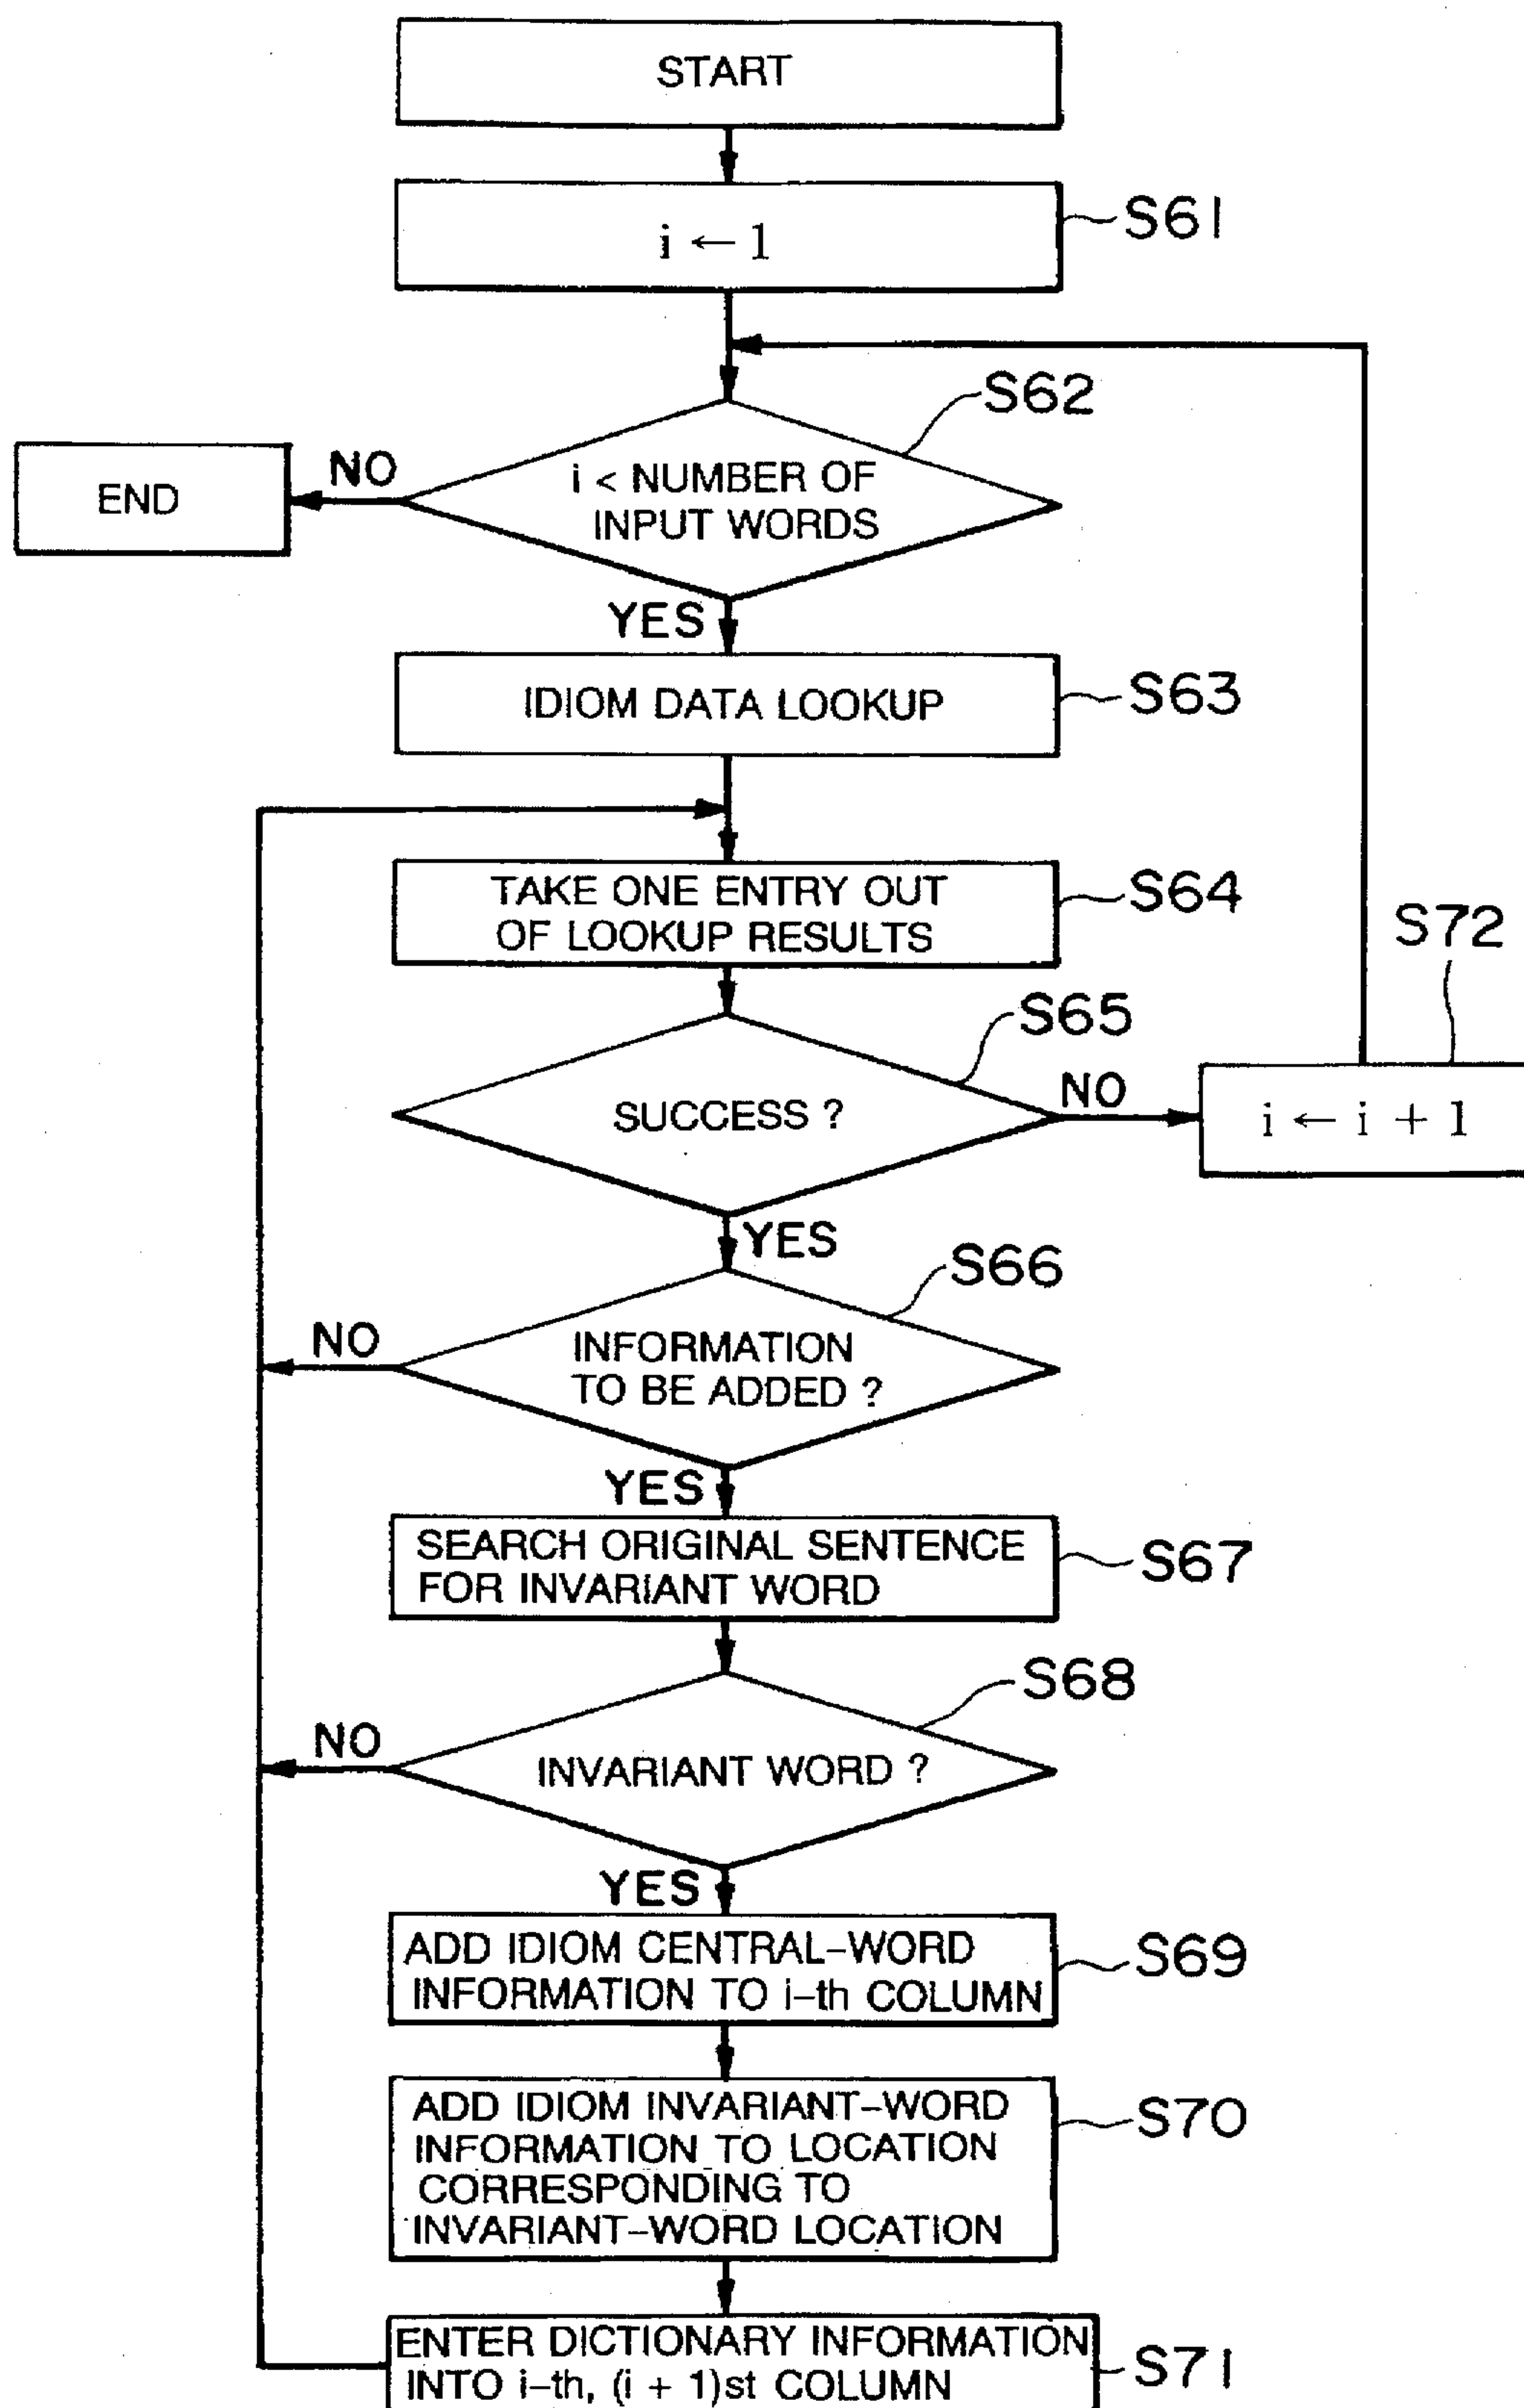 START
i ← 1
S61
S62
NO
i < NUMBER OF
INPUT WORDS
END
YES
IDIOM DATA LOOKUP
S63
TAKE ONE ENTRY OUT
OF LOOKUP RESULTS
S64
S72
S65
SUCCESS ?
NO
i ← i + 1
YES
S66
NO
INFORMATION
TO BE ADDED ?
YES
SEARCH ORIGINAL SENTENCE
FOR INVARIANT WORD
S67
S68
NO
INVARIANT WORD ?
YES
ADD IDIOM CENTRAL-WORD
INFORMATION TO i-th COLUMN
S69
ADD IDIOM INVARIANT-WORD
INFORMATION TO LOCATION
CORRESPONDING TO
INVARIANT-WORD LOCATION
S70
ENTER DICTIONARY INFORMATION
INTO i-th, (i + 1)st COLUMN
S71